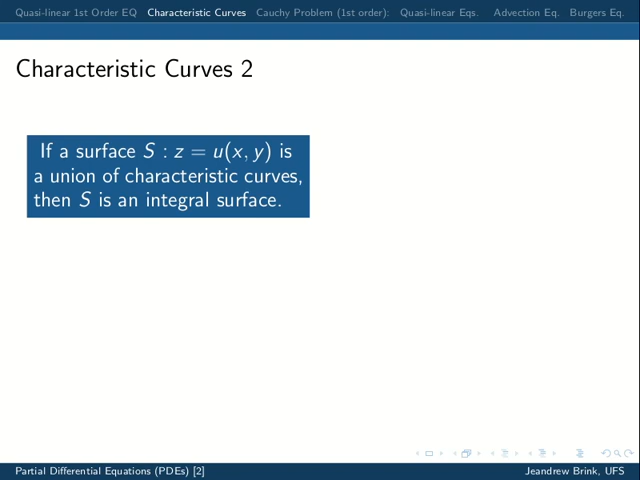 Quasi-linear 1st Order EQ Characteristic Curves Cauchy Problem (1st order): Quasi-linear Eqs. Advection Eq. Burgers Eq.
Characteristic Curves 2
If a surface S : z = u(x, y) is
a union of characteristic curves,
then S is an integral surface.
Partial Differential Equations (PDEs) [2] Jeandrew Brink, UFS